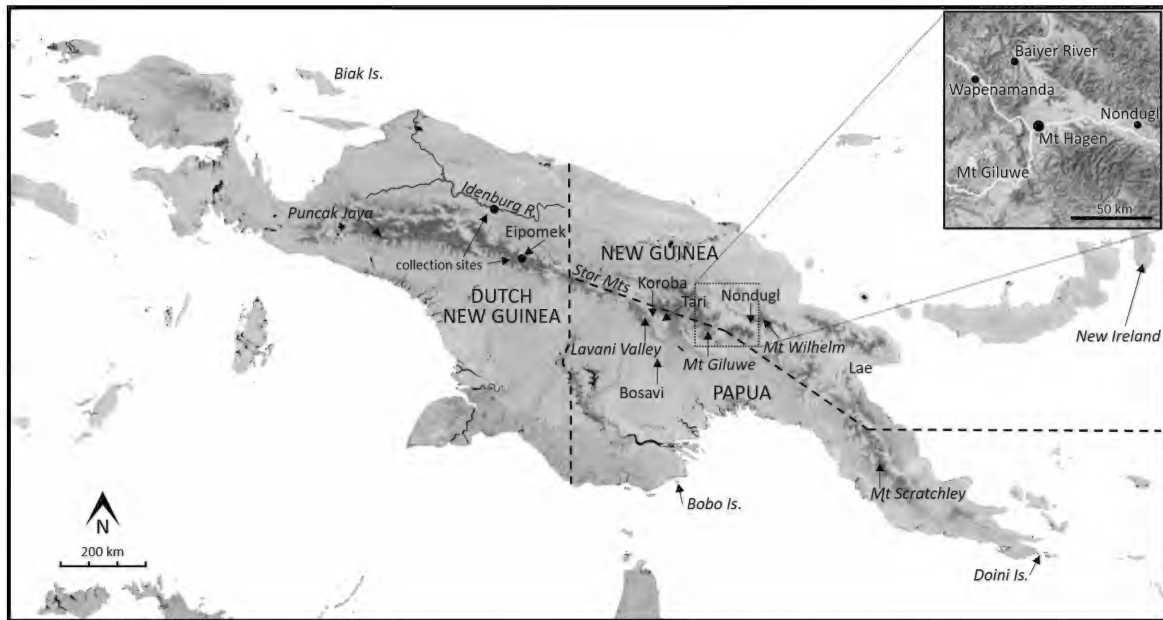 Biak Is.
Baiyer River
Wapenamanda
Nondugl
Mt Hagen
Mt Giluwe
50 km
Idenburg R.
Puncak Jaya
Eipomek
collection sites
NEW GUINEA
Star Mts
Koroba
Tari
Nondugl
DUTCH
NEW GUINEA
New Ireland
Lavani Valley
Mt Giluwe
Mt Wilhelm
Lae
Bosavi
PAPUA
Mt Scratchley
Bobo Is.
N
200 km
Doini Is.